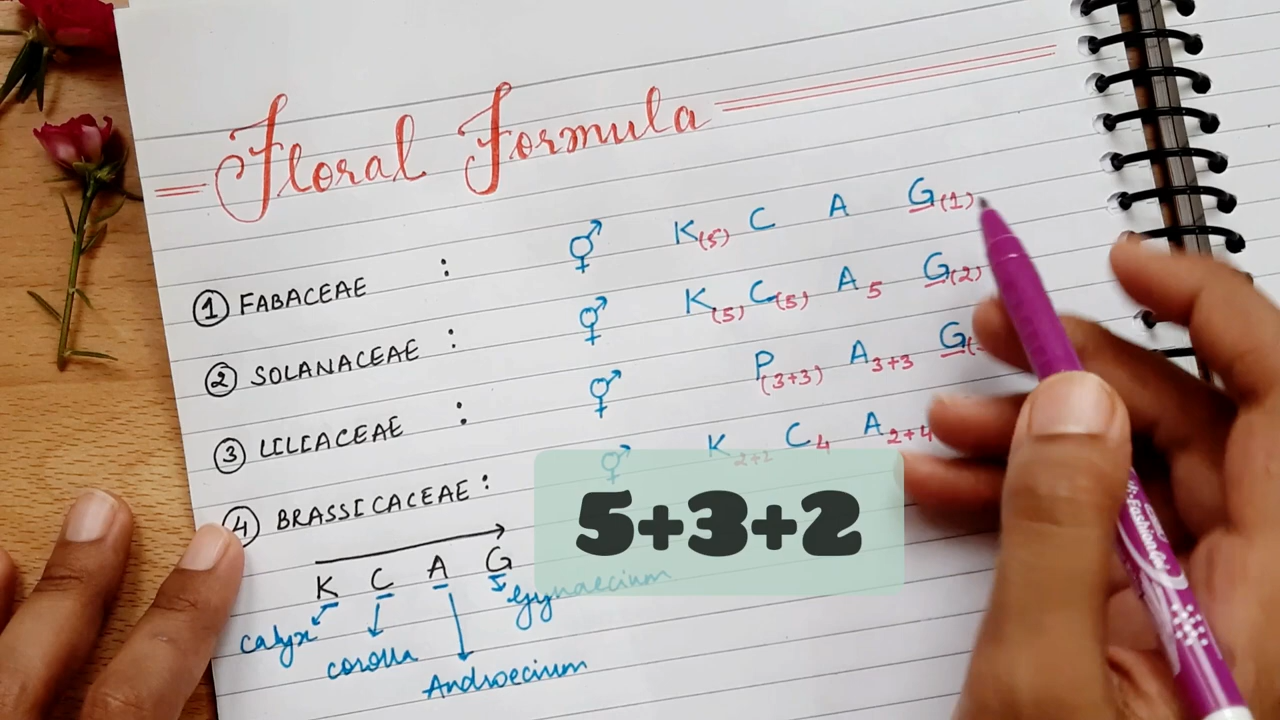 Floral Formula
① FABACEAE : ⚥ K(5) C A G(1)
② SOLANACEAE : ⚥ K(5) C(5) A5 G(2)
③ LILIACEAE : ⚥ P(3+3) A3+3 G(
④ BRASSICACEAE : ⚥ K2+2 C4 A2+4
5+3+2
K C A G
Gynaecium
calyx
corolla
Androecium